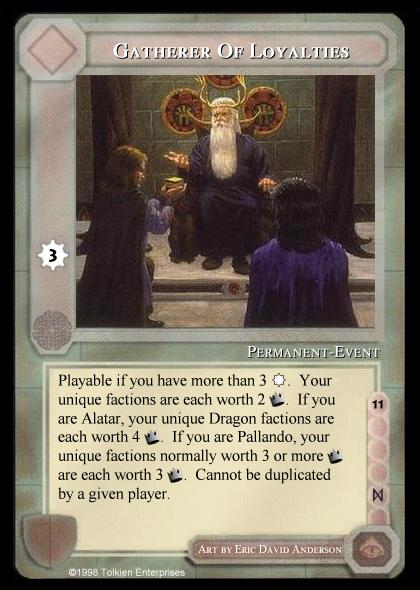 Gatherer Of Loyalties
3
Permanent-Event
Playable if you have more than 3 . Your
unique factions are each worth 2 . If you
are Alatar, your unique Dragon factions are
each worth 4 . If you are Pallando, your
unique factions normally worth 3 or more
are each worth 3 . Cannot be duplicated
by a given player.
11
Art by Eric David Anderson
©1998 Tolkien Enterprises